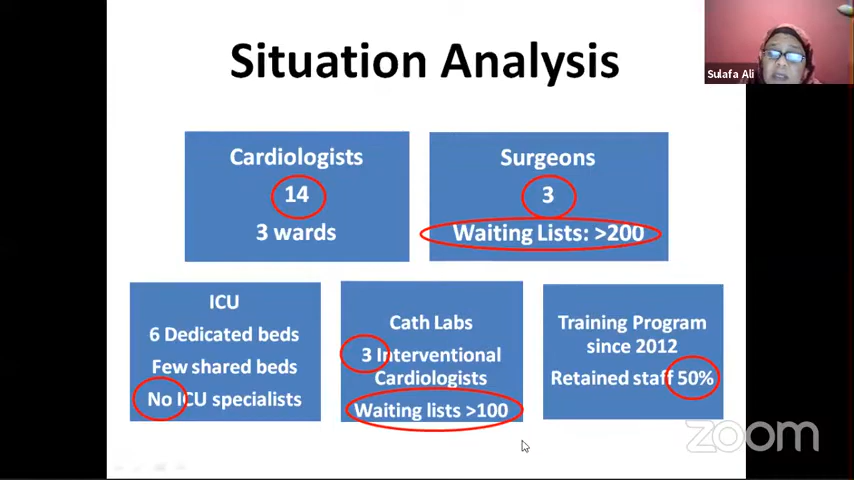 Situation Analysis
Sulafa Ali
Cardiologists
14
3 wards
Surgeons
3
Waiting Lists: >200
ICU
6 Dedicated beds
Few shared beds
No ICU specialists
Cath Labs
3 Interventional
Cardiologists
Waiting lists >100
Training Program
since 2012
Retained staff 50%
zoom